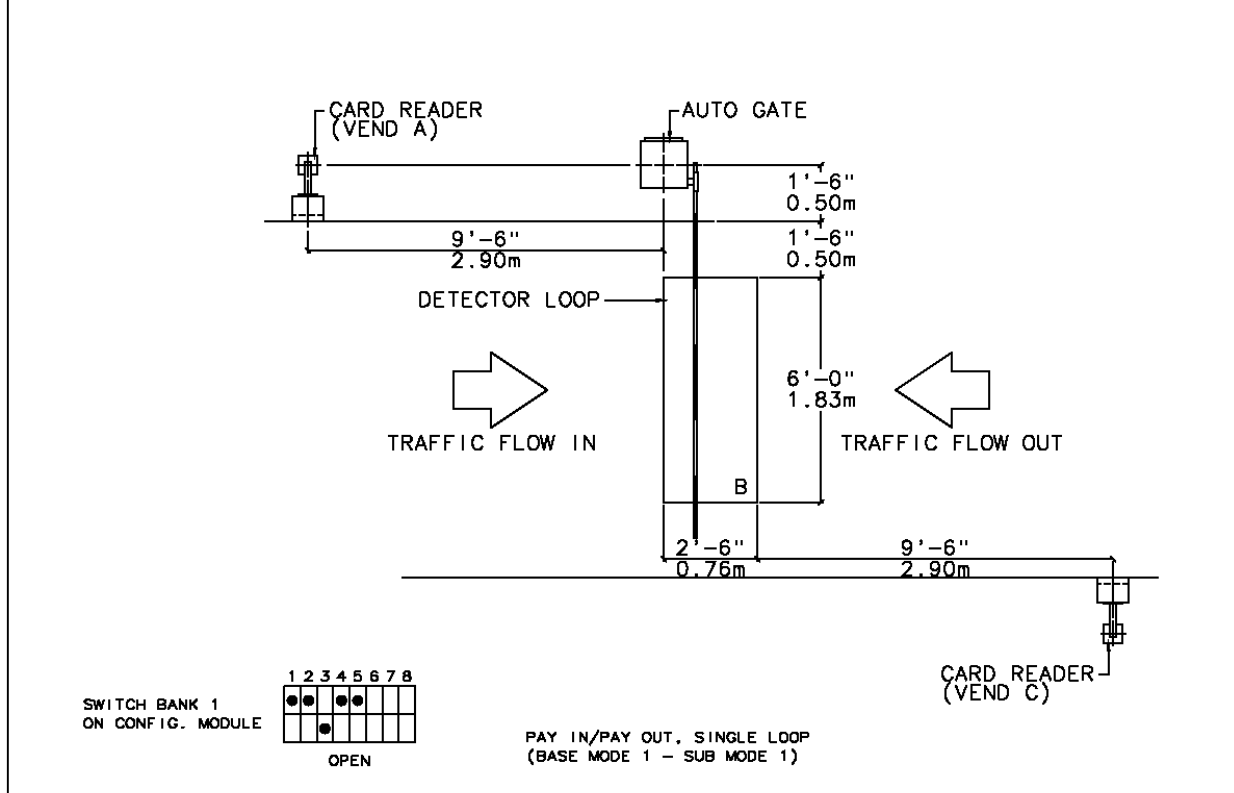 CARD READER
(VEND A)
AUTO GATE
1'-6"
0.50m
9'-6"
2.90m
1'-6"
0.50m
DETECTOR LOOP
6'-0"
1.83m
TRAFFIC FLOW IN
TRAFFIC FLOW OUT
B
2'-6"
0.76m
9'-6"
2.90m
CARD READER
(VEND C)
1 2 3 4 5 6 7 8
SWITCH BANK 1
ON CONFIG. MODULE
OPEN
PAY IN/PAY OUT, SINGLE LOOP
(BASE MODE 1 - SUB MODE 1)